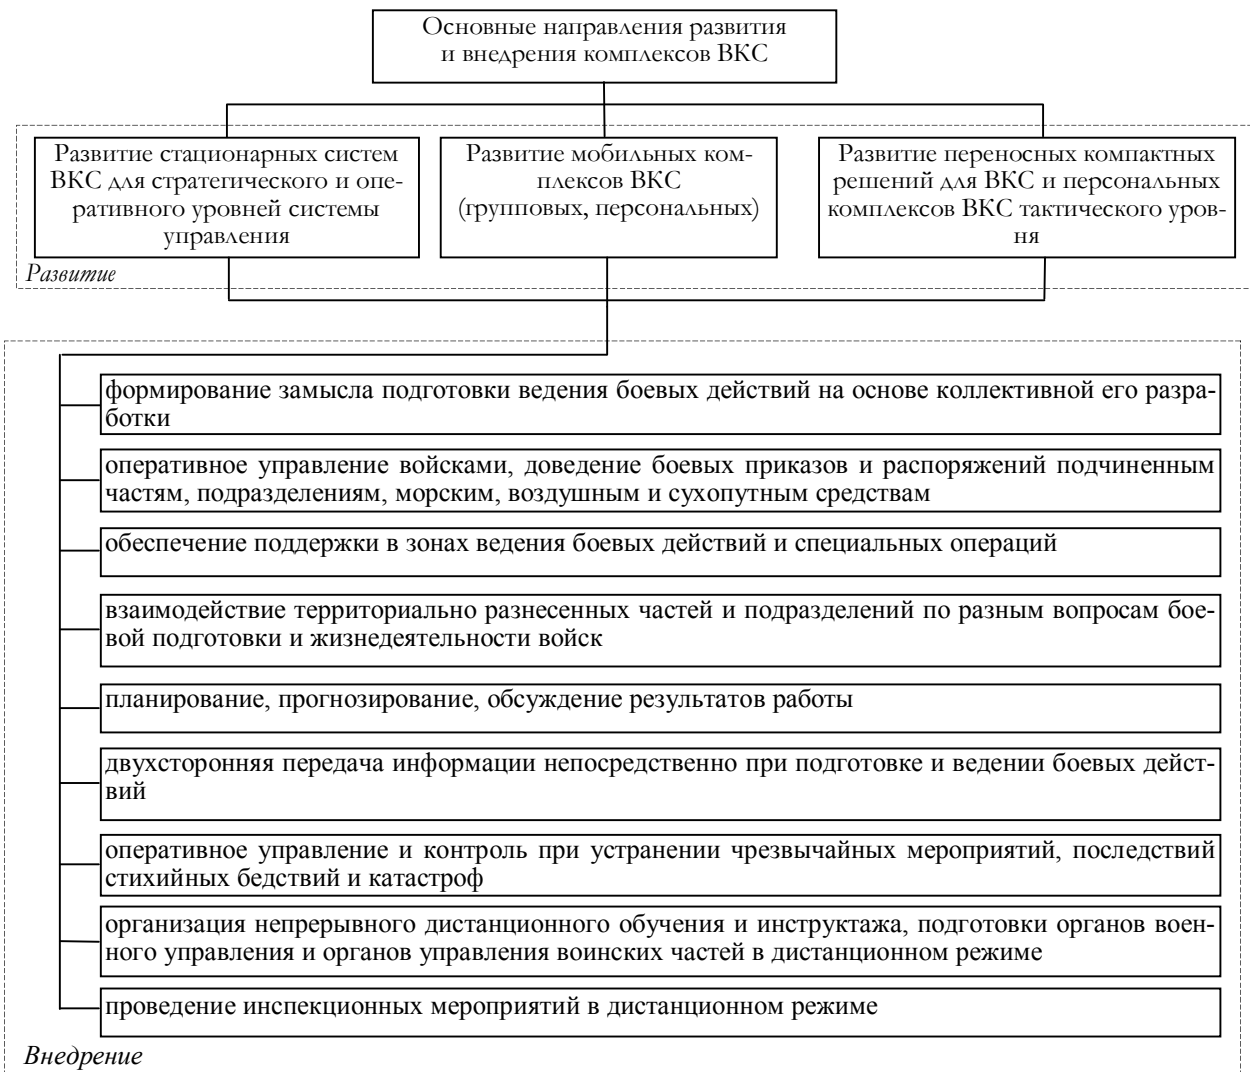 Основные направления развития
и внедрения комплексов ВКС
Развитие стационарных систем
ВКС для стратегического и опе-
ративного уровней системы
управления
Развитие мобильных ком-
плексов ВКС
(групповых, персональных)
Развитие переносных компактных
решений для ВКС и персональных
комплексов ВКС тактического уров-
ня
Развитие
формирование замысла подготовки ведения боевых действий на основе коллективной его разра-
ботки
оперативное управление войсками, доведение боевых приказов и распоряжений подчиненным
частям, подразделениям, морским, воздушным и сухопутным средствам
обеспечение поддержки в зонах ведения боевых действий и специальных операций
взаимодействие территориально разнесенных частей и подразделений по разным вопросам бое-
вой подготовки и жизнедеятельности войск
планирование, прогнозирование, обсуждение результатов работы
двухсторонняя передача информации непосредственно при подготовке и ведении боевых дейст-
вий
оперативное управление и контроль при устранении чрезвычайных мероприятий, последствий
стихийных бедствий и катастроф
организация непрерывного дистанционного обучения и инструктажа, подготовки органов воен-
ного управления и органов управления воинских частей в дистанционном режиме
проведение инспекционных мероприятий в дистанционном режиме
Внедрение